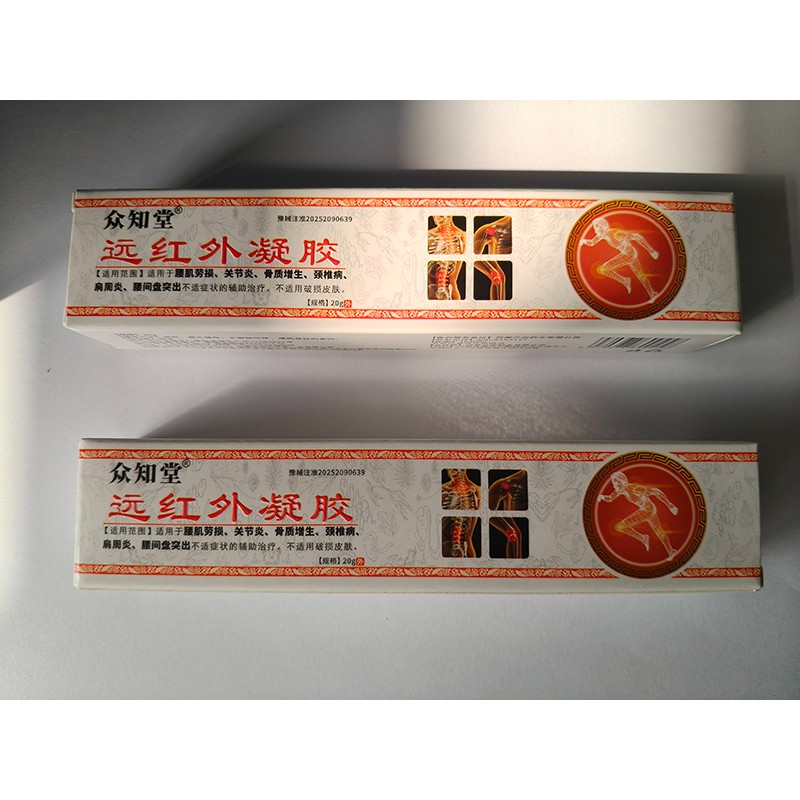 众知堂®
豫械注准20252090639
远红外凝胶
【适用范围】适用于腰肌劳损、关节炎、骨质增生、颈椎病、
肩周炎、腰间盘突出不适症状的辅助治疗。不适用破损皮肤。
【规格】20g 外
众知堂®
豫械注准20252090639
远红外凝胶
【适用范围】适用于腰肌劳损、关节炎、骨质增生、颈椎病、
肩周炎、腰间盘突出不适症状的辅助治疗。不适用破损皮肤。
【规格】20g 外